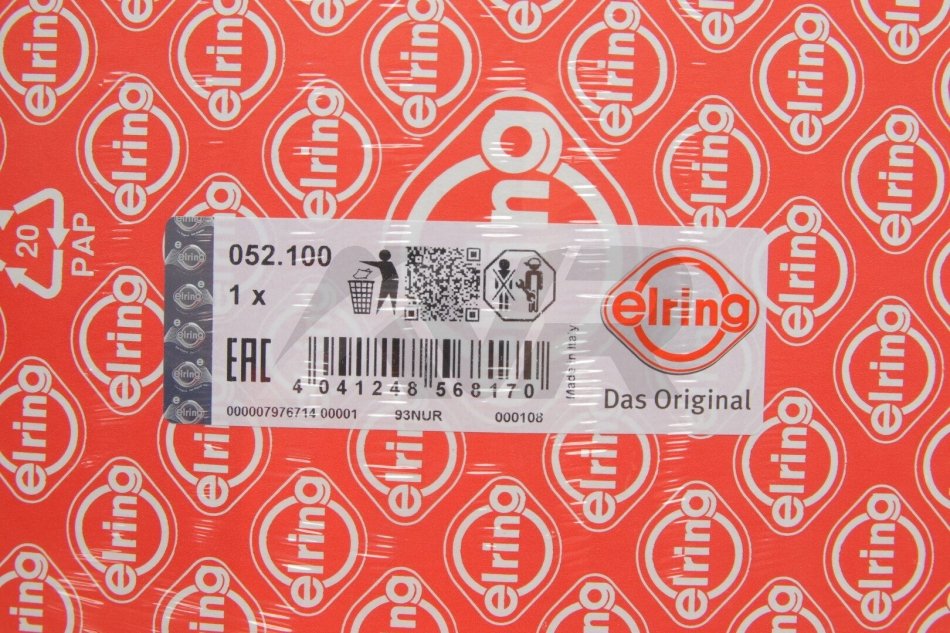 052.100
1 x
EAC
4 041248 568170
000007976714 00001 93NUR 000108
Made in Italy
elring
Das Original
20
PAP
elring